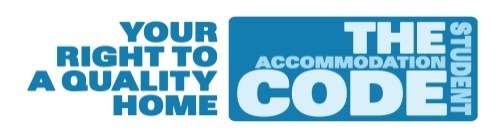 YOUR
RIGHT TO
A QUALITY
HOME
THE
ACCOMMODATION
CODE
STUDENT